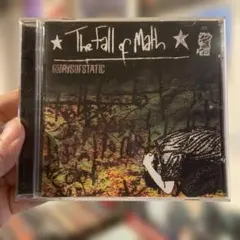 The Fall of Math
65DAYSOFSTATIC